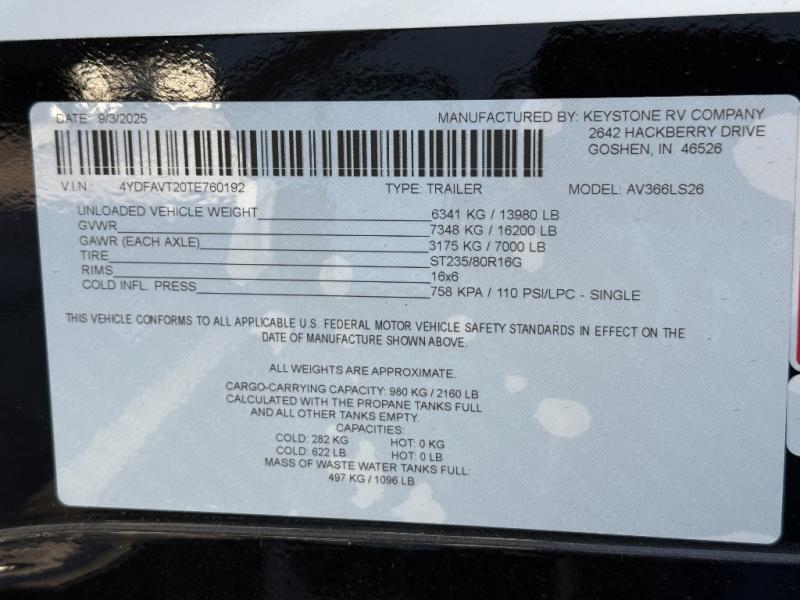 DATE: 9/3/2025 MANUFACTURED BY: KEYSTONE RV COMPANY
2642 HACKBERRY DRIVE
GOSHEN, IN 46526
V.I.N.: 4YDFAVT20TE760192 TYPE: TRAILER MODEL: AV366LS26
UNLOADED VEHICLE WEIGHT 6341 KG / 13980 LB
GVWR 7348 KG / 16200 LB
GAWR (EACH AXLE) 3175 KG / 7000 LB
TIRE ST235/80R16G
RIMS 16x6
COLD INFL. PRESS 758 KPA / 110 PSI/LPC - SINGLE
THIS VEHICLE CONFORMS TO ALL APPLICABLE U.S. FEDERAL MOTOR VEHICLE SAFETY STANDARDS IN EFFECT ON THE
DATE OF MANUFACTURE SHOWN ABOVE.
ALL WEIGHTS ARE APPROXIMATE.
CARGO-CARRYING CAPACITY: 980 KG / 2160 LB
CALCULATED WITH THE PROPANE TANKS FULL
AND ALL OTHER TANKS EMPTY.
CAPACITIES:
COLD: 282 KG HOT: 0 KG
COLD: 622 LB HOT: 0 LB
MASS OF WASTE WATER TANKS FULL:
497 KG / 1096 LB